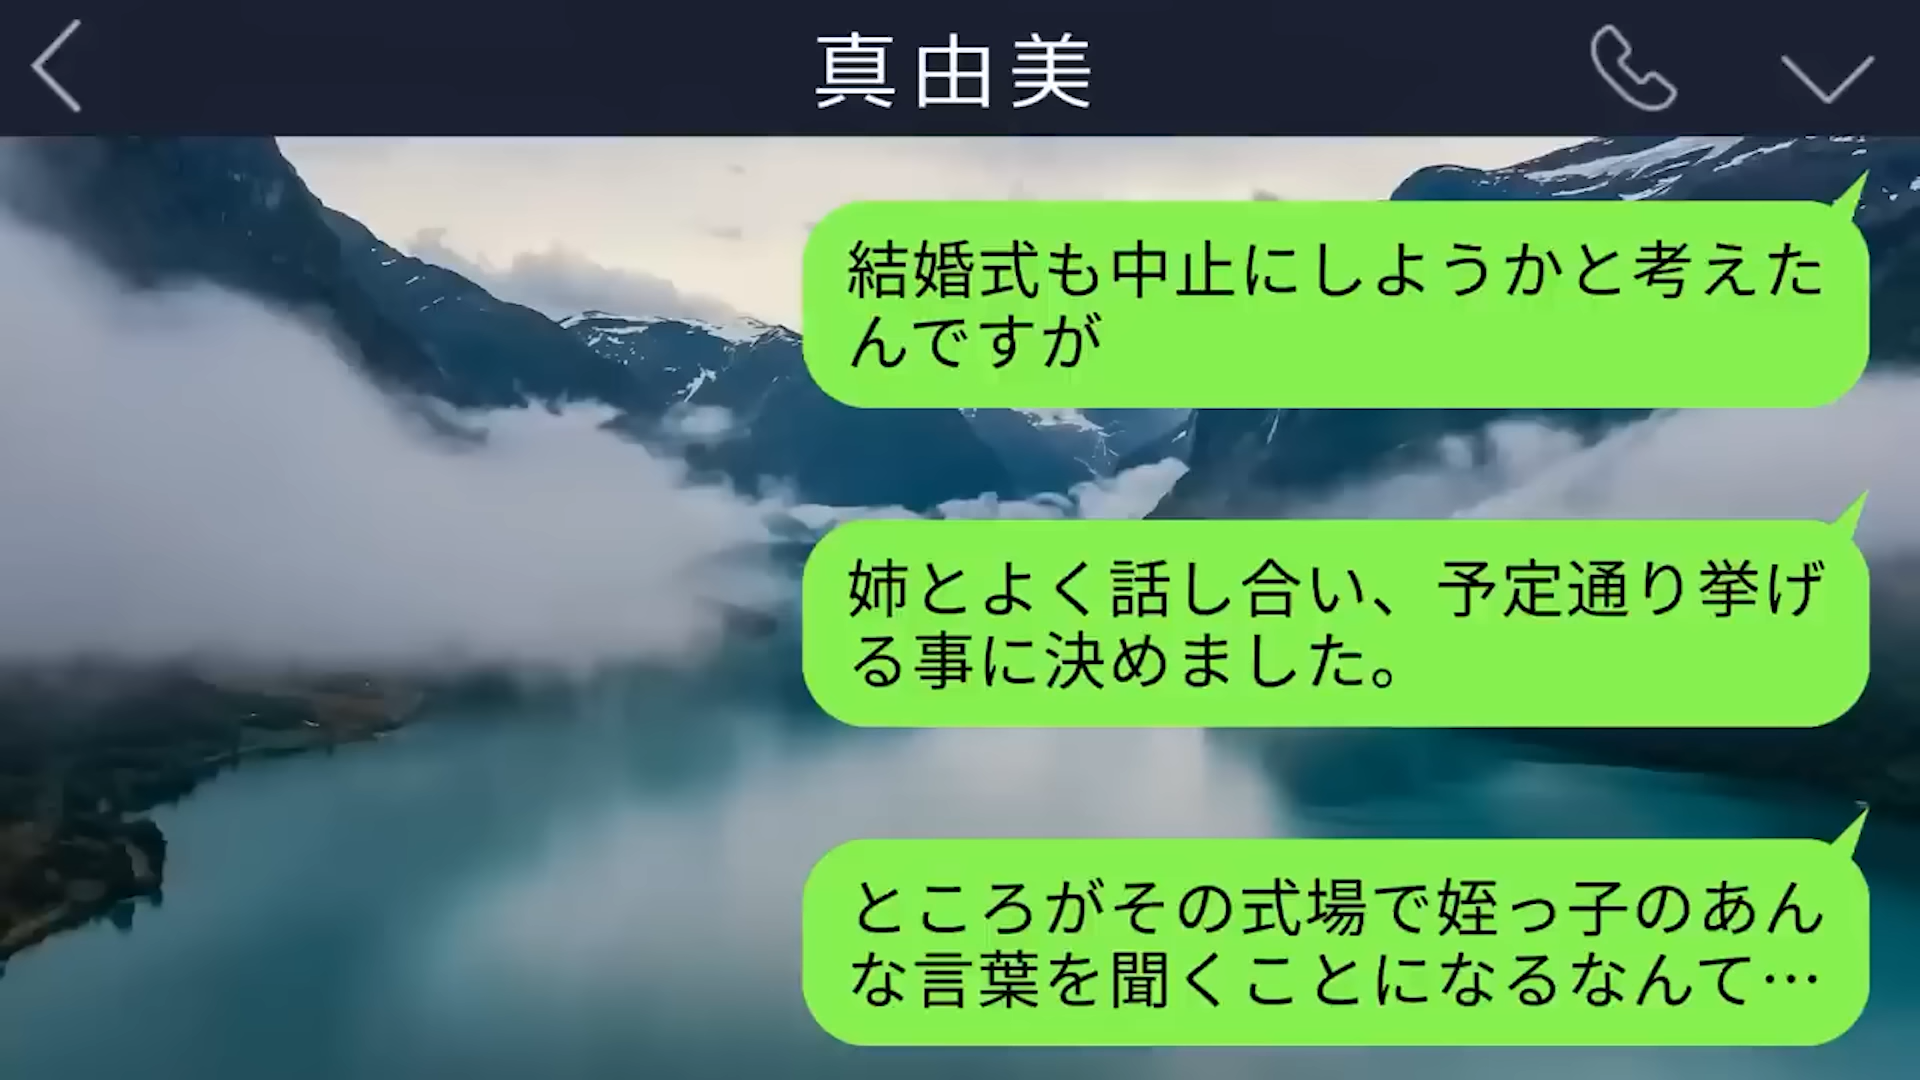 真由美
結婚式も中止にしようかと考えた
んですが
姉とよく話し合い、予定通り挙げ
る事に決めました。
ところがその式場で姪っ子のあん
な言葉を聞くことになるなんて…